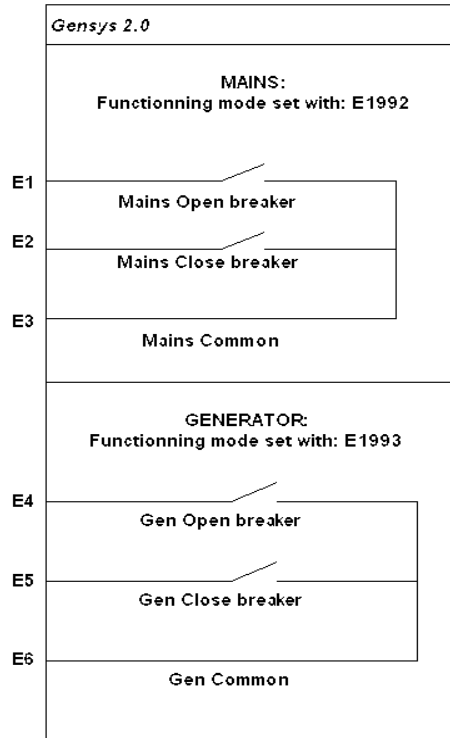 Gensys 2.0
MAINS:
Functionning mode set with: E1992
E1
Mains Open breaker
E2
Mains Close breaker
E3
Mains Common
GENERATOR:
Functionning mode set with: E1993
E4
Gen Open breaker
E5
Gen Close breaker
E6
Gen Common